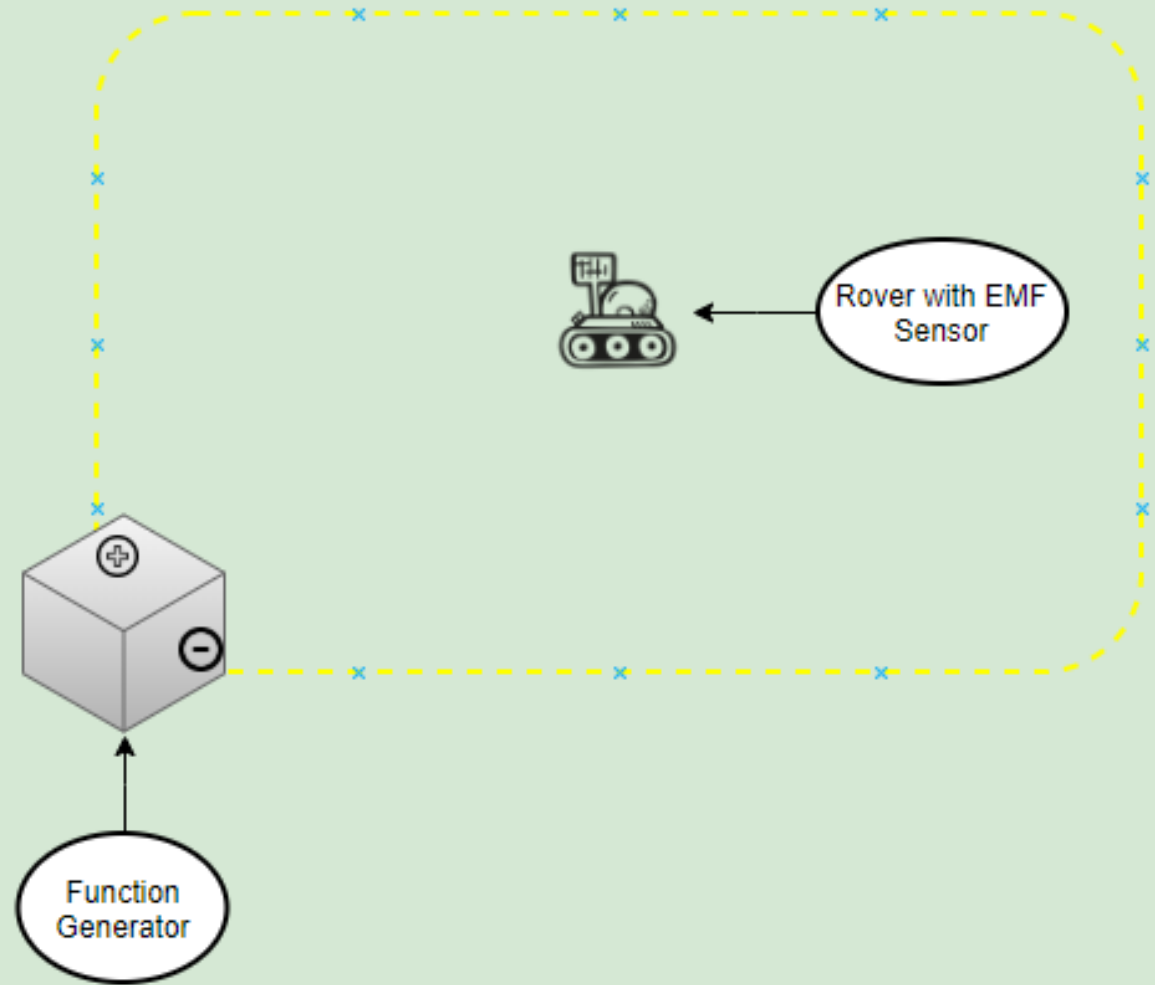 Rover with EMF
Sensor
+
-
Function
Generator